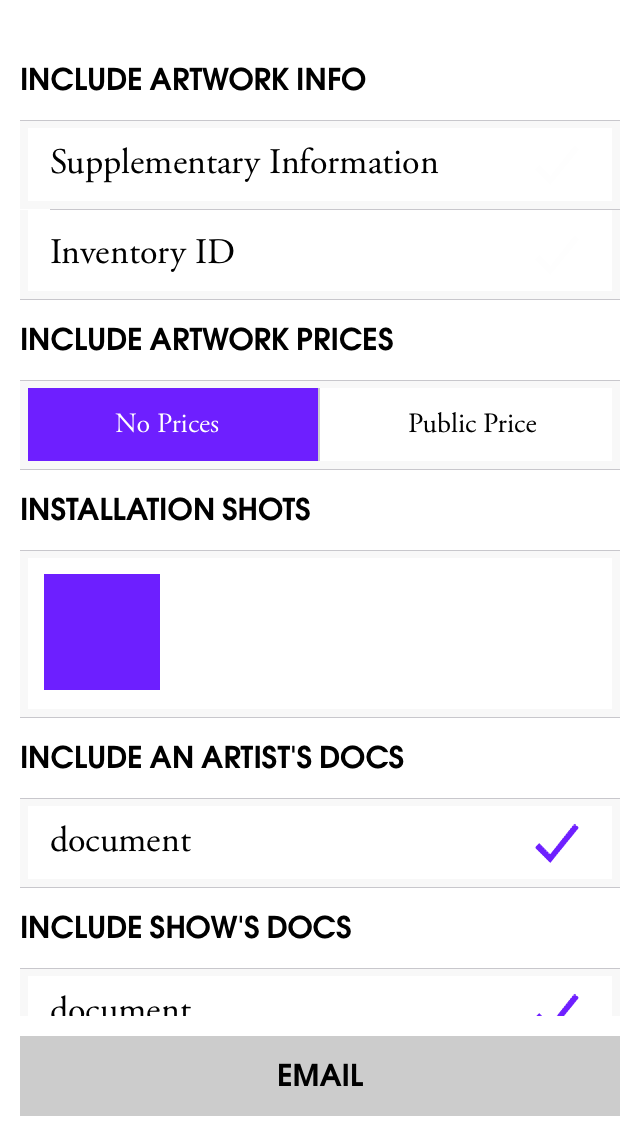 INCLUDE ARTWORK INFO
Supplementary Information
Inventory ID
INCLUDE ARTWORK PRICES
No Prices
Public Price
INSTALLATION SHOTS
INCLUDE AN ARTIST'S DOCS
document
INCLUDE SHOW'S DOCS
document
EMAIL